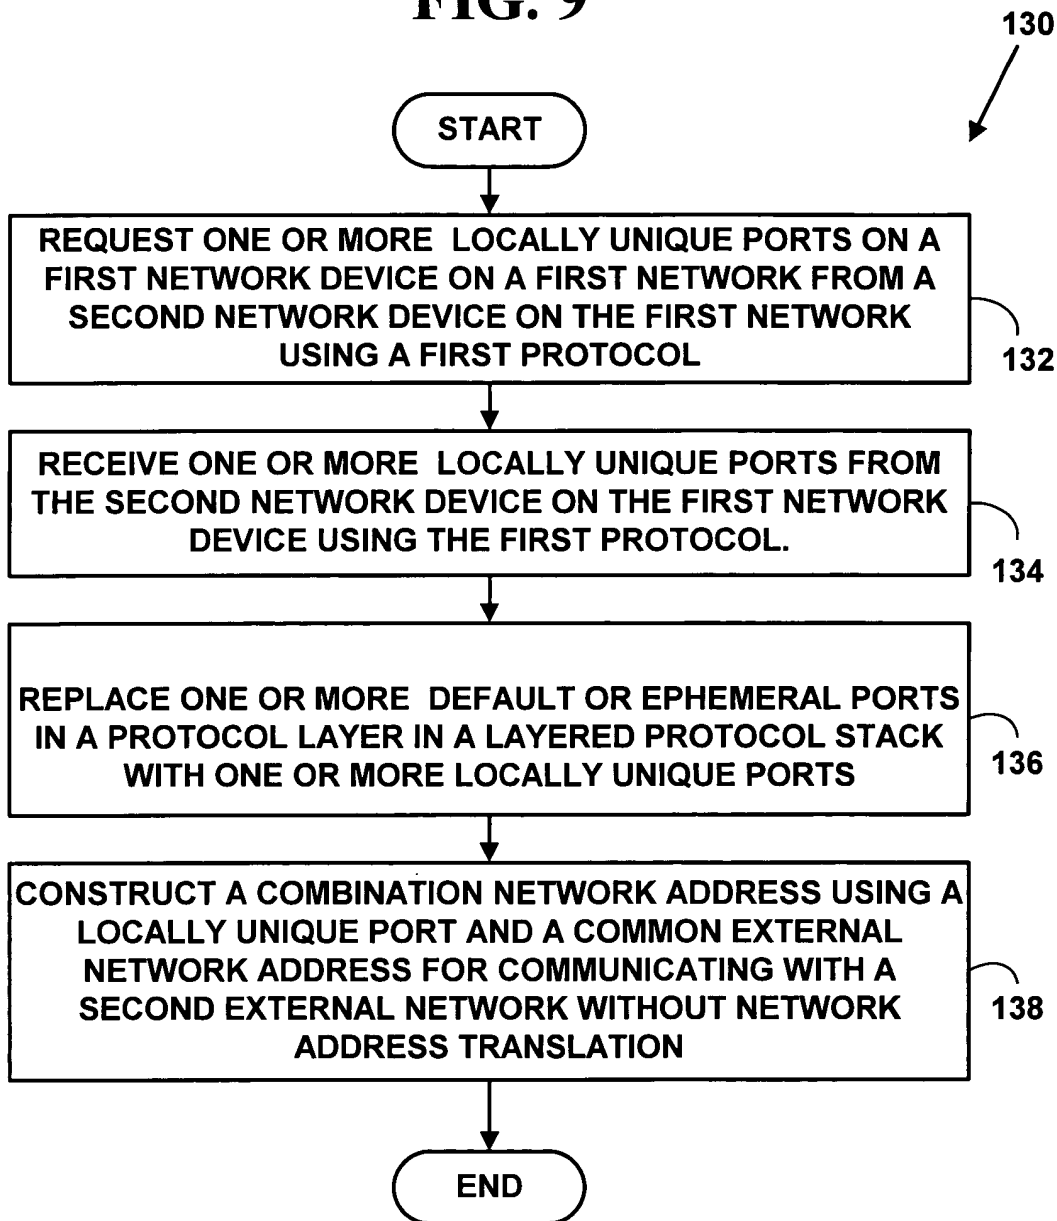 FIG. 9
130
START
REQUEST ONE OR MORE LOCALLY UNIQUE PORTS ON A
FIRST NETWORK DEVICE ON A FIRST NETWORK FROM A
SECOND NETWORK DEVICE ON THE FIRST NETWORK
USING A FIRST PROTOCOL
132
RECEIVE ONE OR MORE LOCALLY UNIQUE PORTS FROM
THE SECOND NETWORK DEVICE ON THE FIRST NETWORK
DEVICE USING THE FIRST PROTOCOL.
134
REPLACE ONE OR MORE DEFAULT OR EPHEMERAL PORTS
IN A PROTOCOL LAYER IN A LAYERED PROTOCOL STACK
WITH ONE OR MORE LOCALLY UNIQUE PORTS
136
CONSTRUCT A COMBINATION NETWORK ADDRESS USING A
LOCALLY UNIQUE PORT AND A COMMON EXTERNAL
NETWORK ADDRESS FOR COMMUNICATING WITH A
SECOND EXTERNAL NETWORK WITHOUT NETWORK
ADDRESS TRANSLATION
138
END